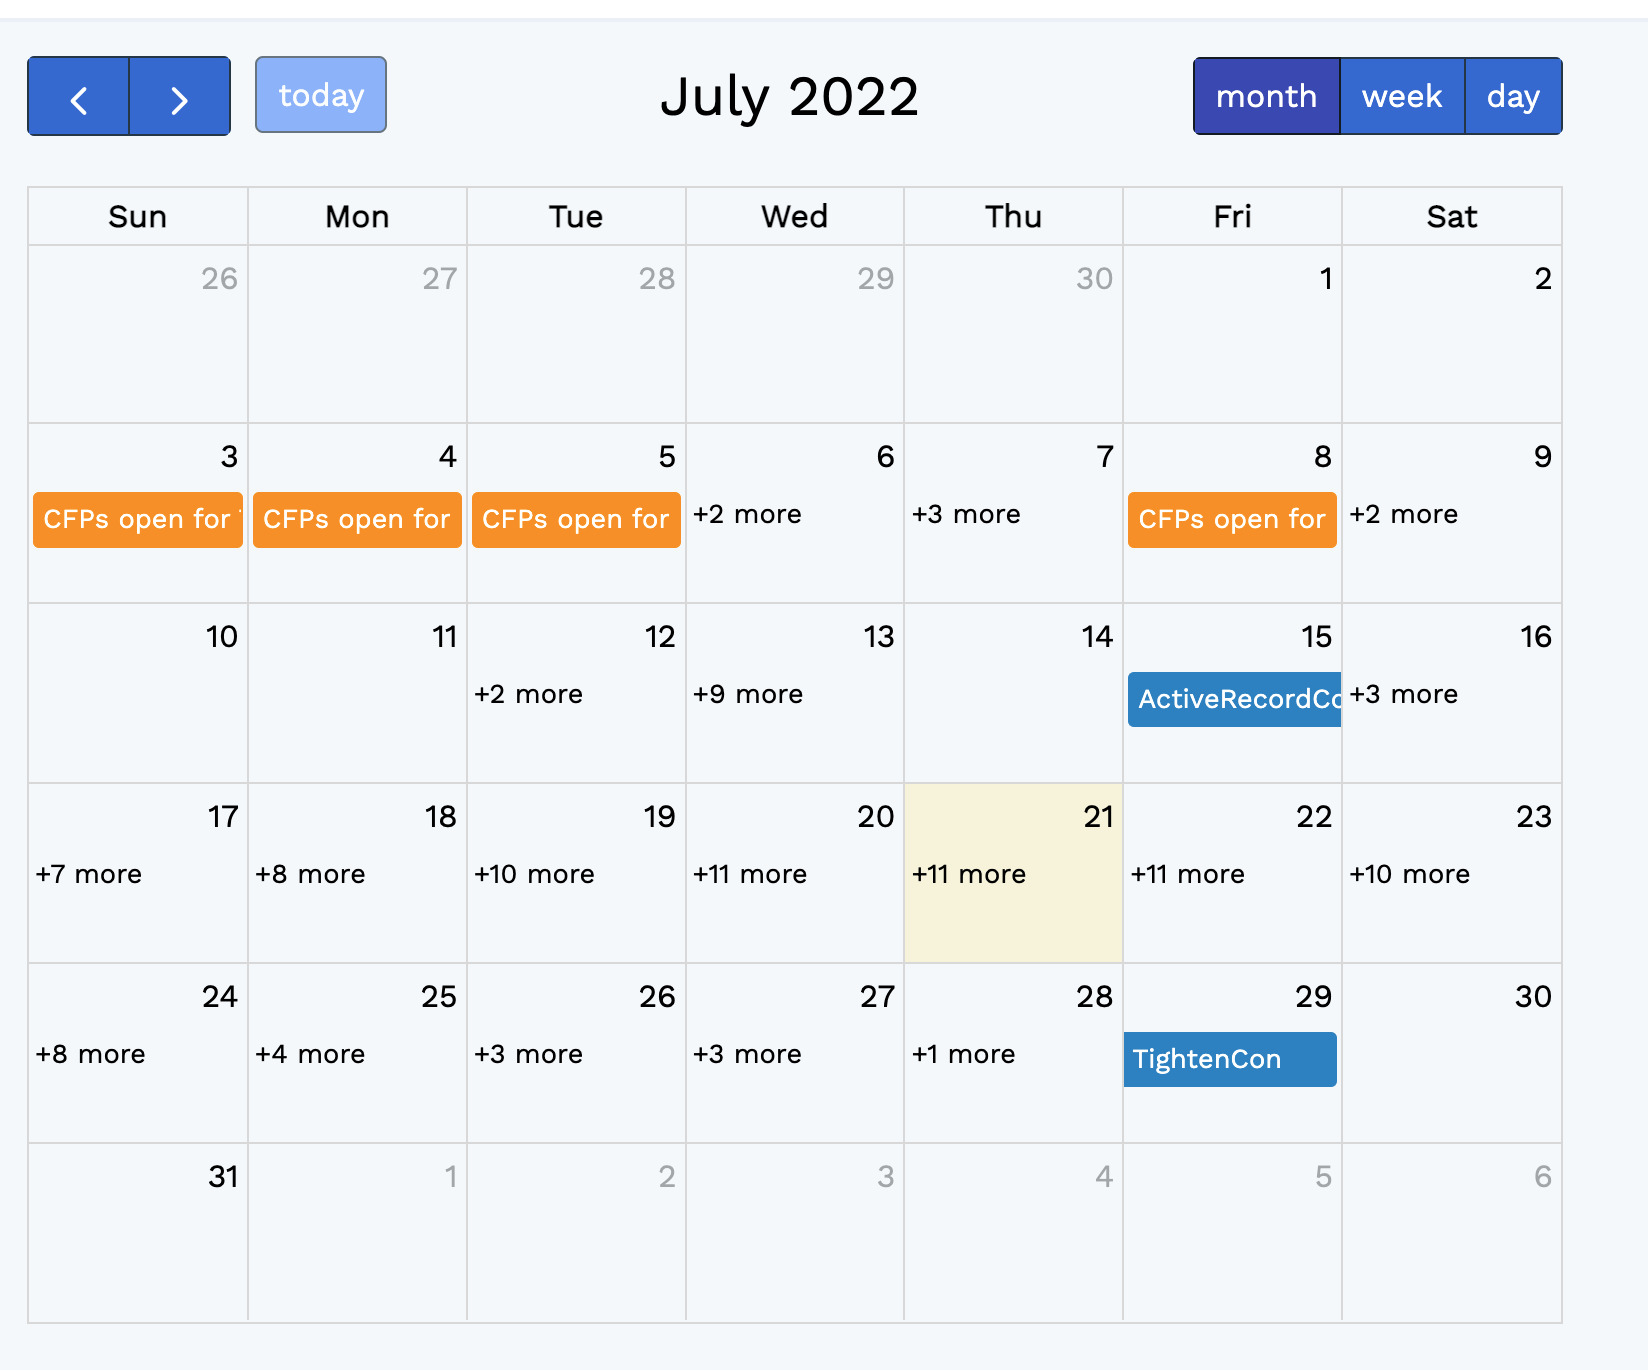 today July 2022 month week day
Sun Mon Tue Wed Thu Fri Sat
26 27 28 29 30 1 2
3 4 5 6 7 8 9
CFPs open for CFPs open for CFPs open for +2 more +3 more CFPs open for +2 more
10 11 12 13 14 15 16
+2 more +9 more ActiveRecordCo +3 more
17 18 19 20 21 22 23
+7 more +8 more +10 more +11 more +11 more +11 more +10 more
24 25 26 27 28 29 30
+8 more +4 more +3 more +3 more +1 more TightenCon
31 1 2 3 4 5 6